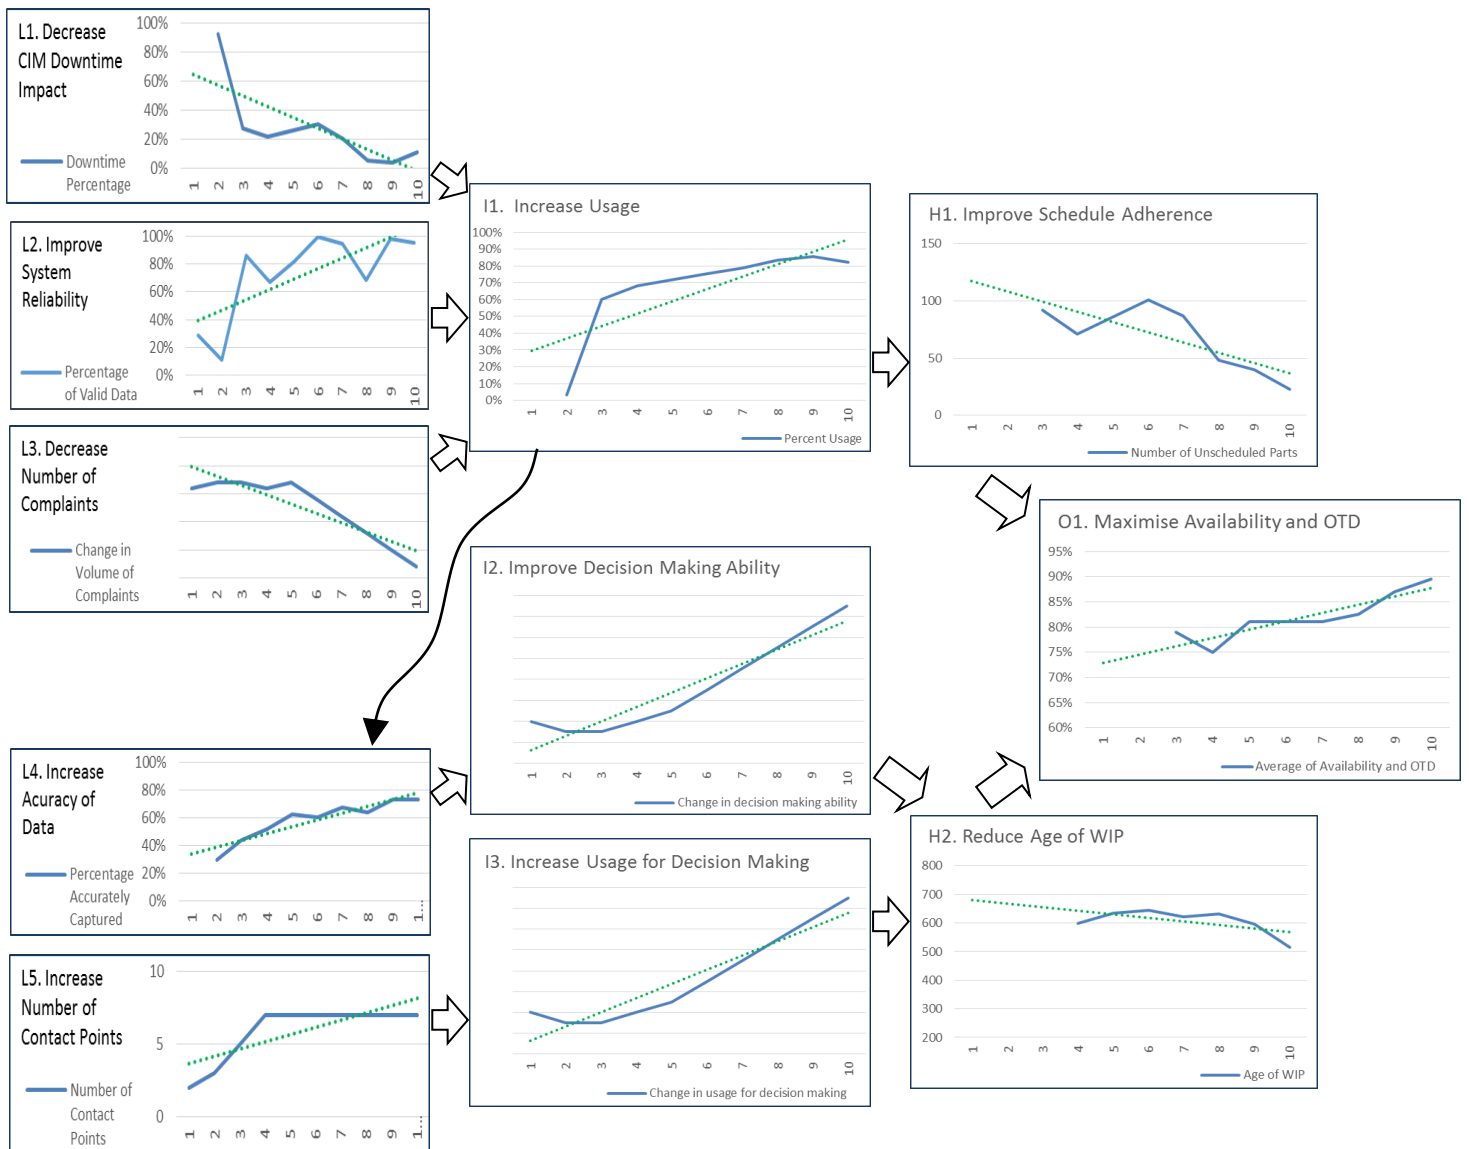 L1. Decrease
CIM Downtime
Impact
100%
80%
60%
40%
20%
0%
Downtime
Percentage
1 2 3 4 5 6 7 8 9 10
L2. Improve
System
Reliability
100%
80%
60%
40%
20%
0%
Percentage
of Valid Data
1 2 3 4 5 6 7 8 9 10
L3. Decrease
Number of
Complaints
Change in
Volume of
Complaints
1 2 3 4 5 6 7 8 9 10
L4. Increase
Acuracy of
Data
100%
80%
60%
40%
20%
0%
Percentage
Accurately
Captured
1 2 3 4 5 6 7 8 9 1...
L5. Increase
Number of
Contact Points
10
5
0
Number of
Contact
Points
1 2 3 4 5 6 7 8 9 1...
I1. Increase Usage
100%
90%
80%
70%
60%
50%
40%
30%
20%
10%
0%
1 2 3 4 5 6 7 8 9 10
Percent Usage
I2. Improve Decision Making Ability
1 2 3 4 5 6 7 8 9 10
Change in decision making ability
I3. Increase Usage for Decision Making
1 2 3 4 5 6 7 8 9 10
Change in usage for decision making
H1. Improve Schedule Adherence
150
100
50
0
1 2 3 4 5 6 7 8 9 10
Number of Unscheduled Parts
O1. Maximise Availability and OTD
95%
90%
85%
80%
75%
70%
65%
60%
1 2 3 4 5 6 7 8 9 10
Average of Availability and OTD
H2. Reduce Age of WIP
800
700
600
500
400
300
200
1 2 3 4 5 6 7 8 9 10
Age of WIP